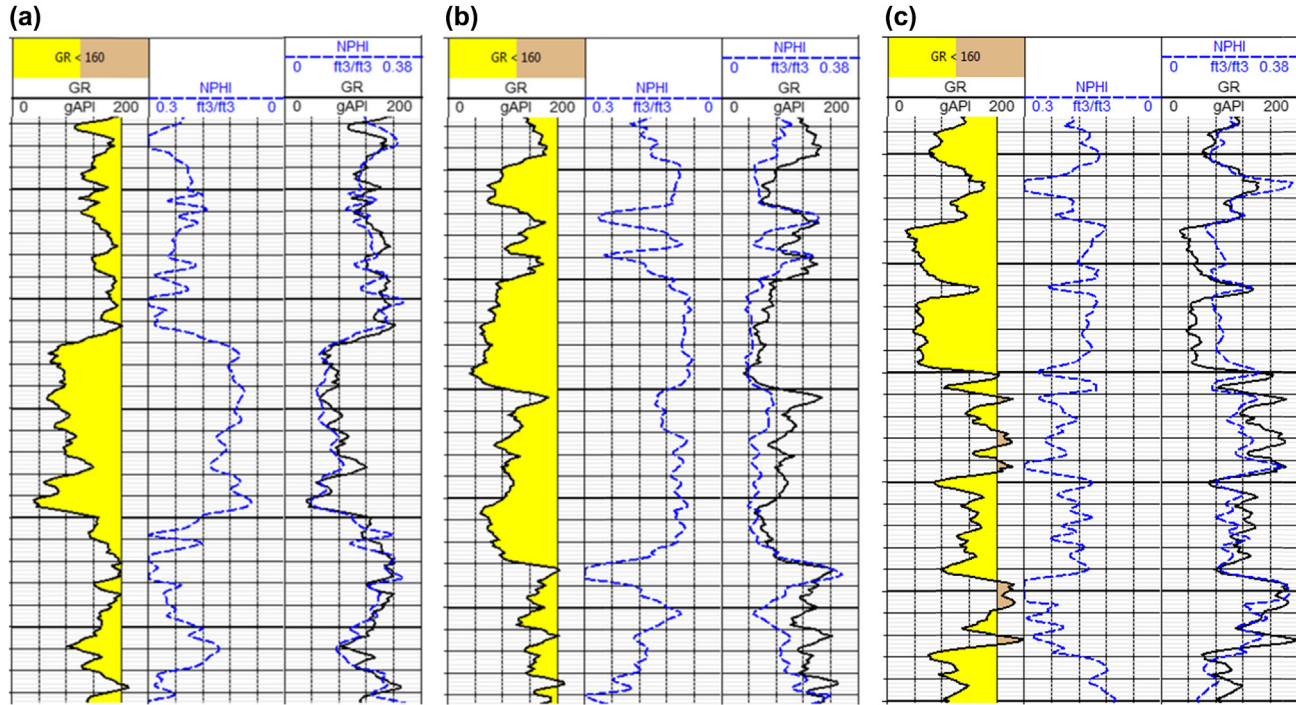 (a)
GR < 160
GR
0 gAPI 200
NPHI
0.3 ft3/ft3 0
NPHI
0 ft3/ft3 0.38
GR
0 gAPI 200
(b)
GR < 160
GR
0 gAPI 200
NPHI
0.3 ft3/ft3 0
NPHI
0 ft3/ft3 0.38
GR
0 gAPI 200
(c)
GR < 160
GR
0 gAPI 200
NPHI
0.3 ft3/ft3 0
NPHI
0 ft3/ft3 0.38
GR
0 gAPI 200